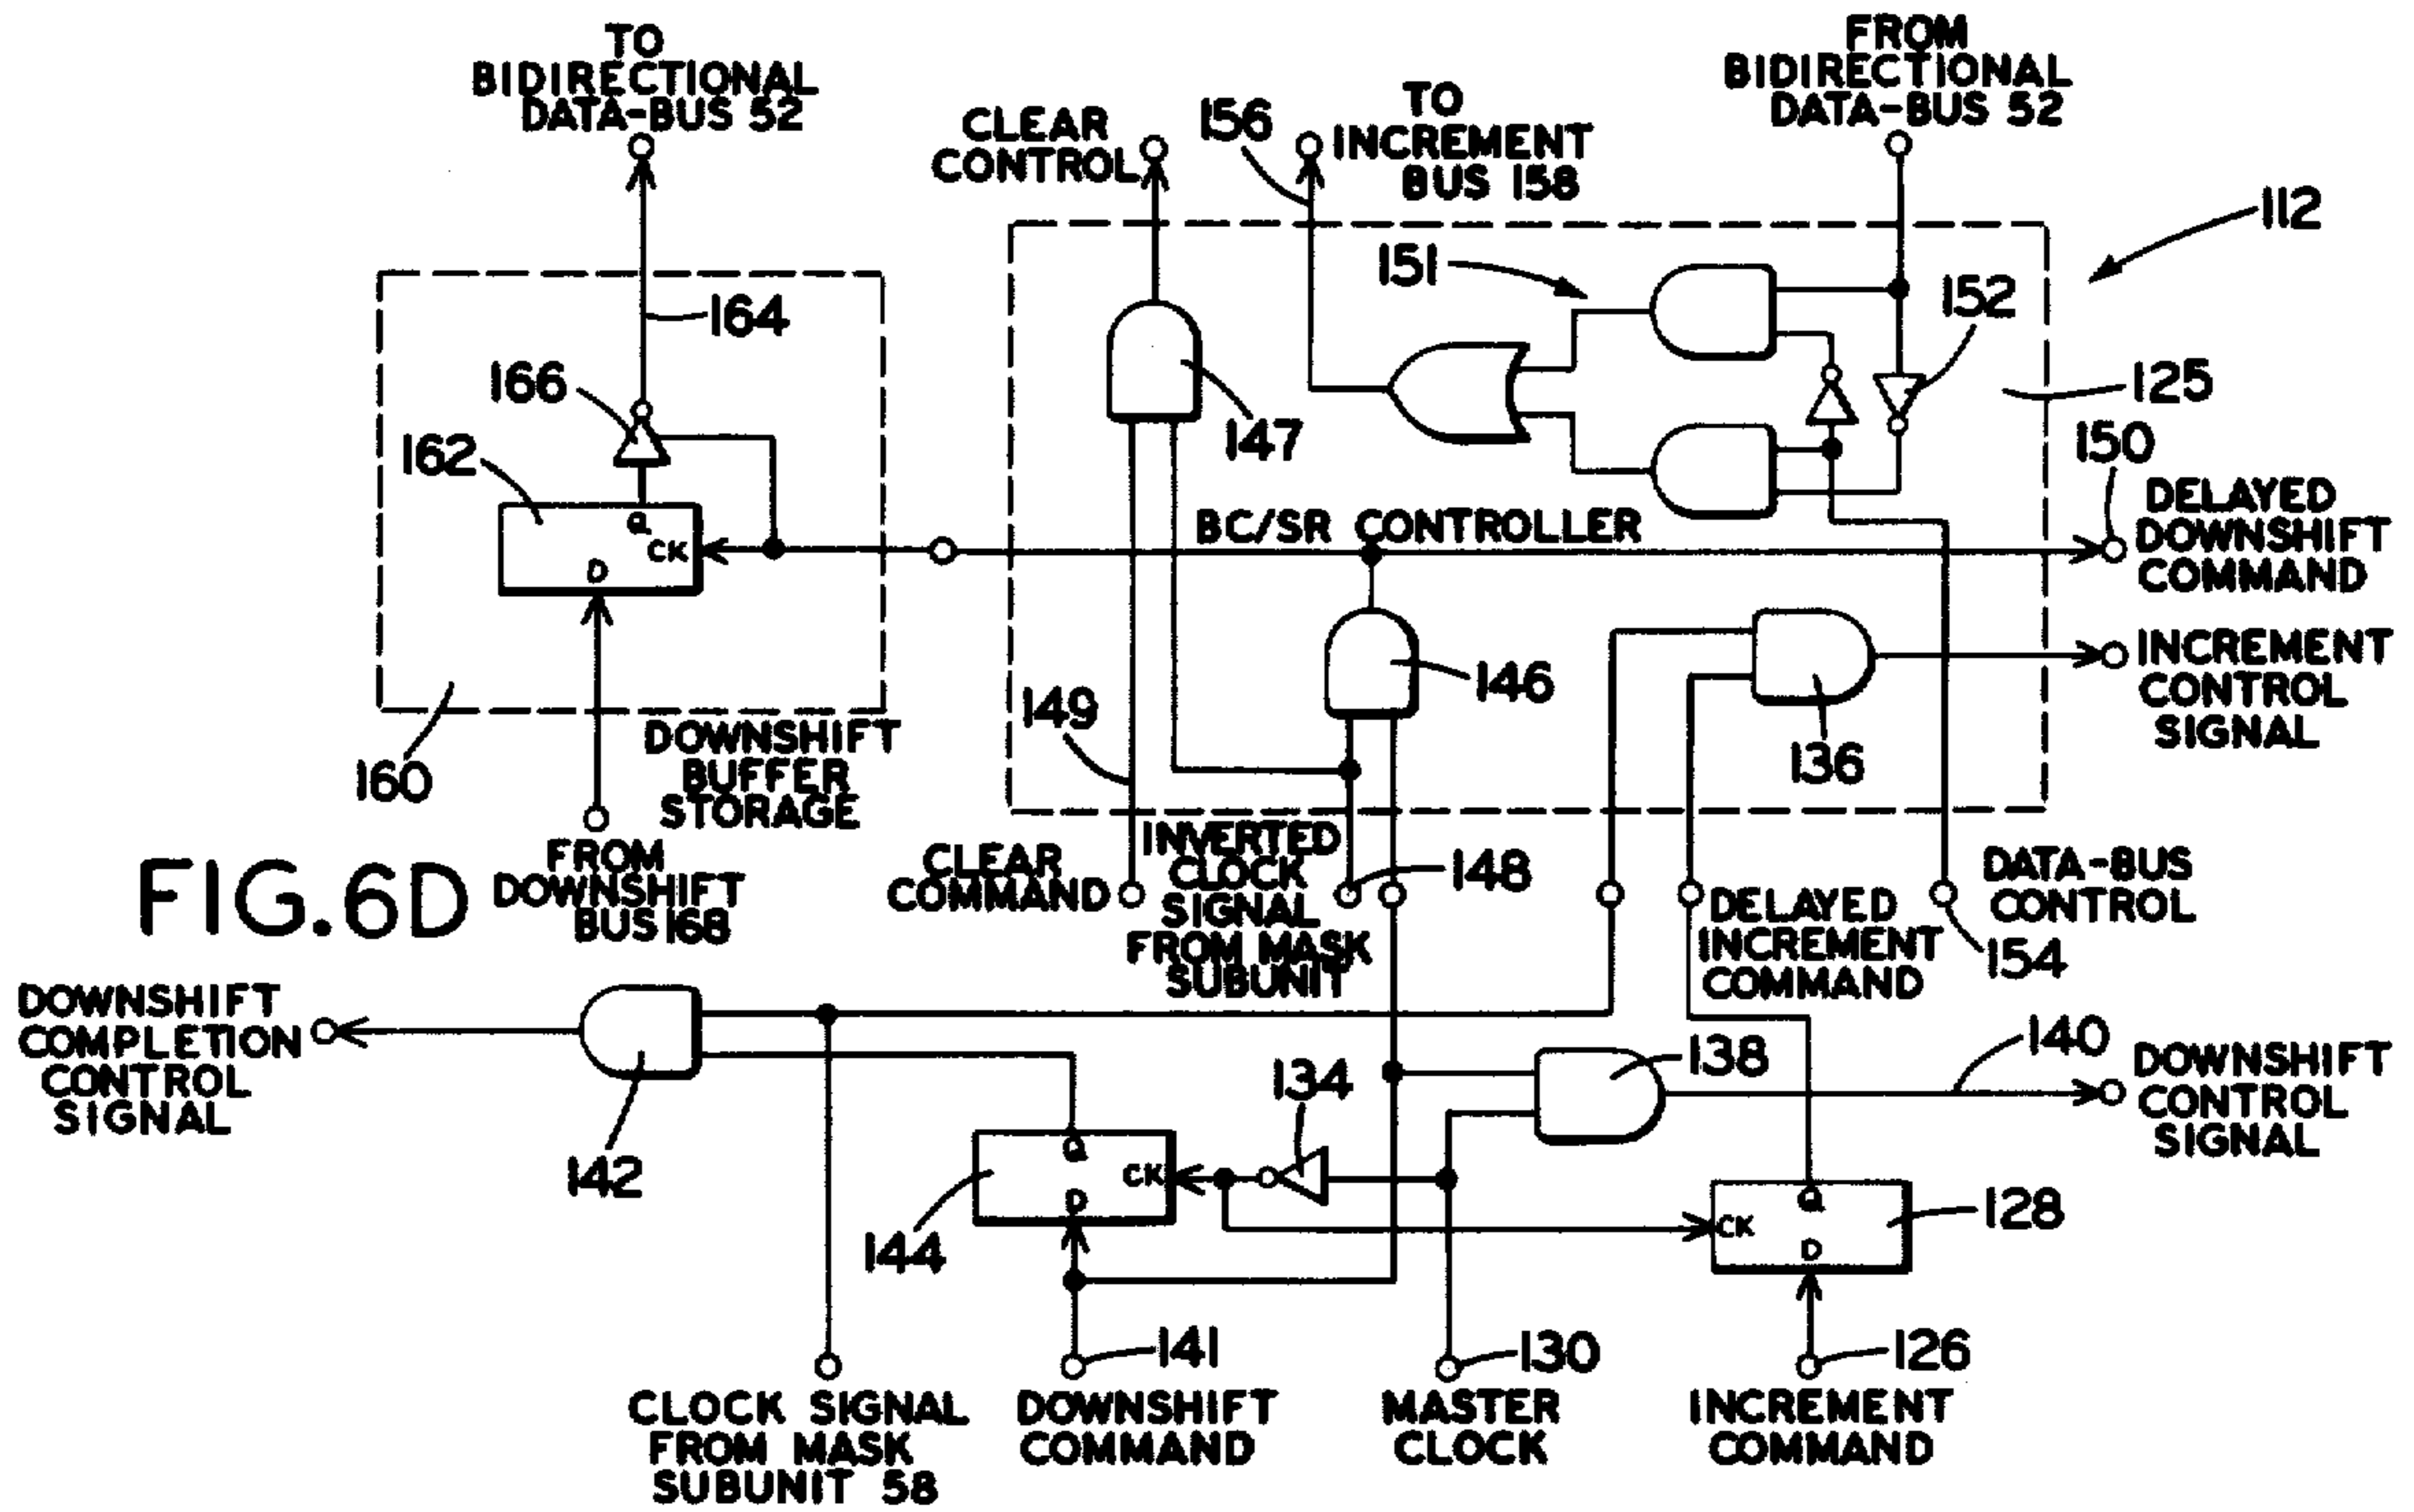 TO
BIDIRECTIONAL
DATA-BUS 52
FROM
BIDIRECTIONAL
DATA-BUS 52
CLEAR
CONTROL
156
TO
INCREMENT
BUS 158
112
151
152
164
125
166
147
162
150
Q
CK
D
BC/SR CONTROLLER
DELAYED
DOWNSHIFT
COMMAND
146
INCREMENT
CONTROL
SIGNAL
149
136
160
DOWNSHIFT
BUFFER
STORAGE
FROM
DOWNSHIFT
BUS 168
FIG.6D
CLEAR
COMMAND
INVERTED
CLOCK
SIGNAL
FROM MASK
SUBUNIT
148
DELAYED
INCREMENT
COMMAND
DATA-BUS
CONTROL
154
DOWNSHIFT
COMPLETION
CONTROL
SIGNAL
142
134
138
140
DOWNSHIFT
CONTROL
SIGNAL
Q
CK
D
144
Q
CK
D
128
141
130
126
CLOCK SIGNAL
FROM MASK
SUBUNIT 58
DOWNSHIFT
COMMAND
MASTER
CLOCK
INCREMENT
COMMAND